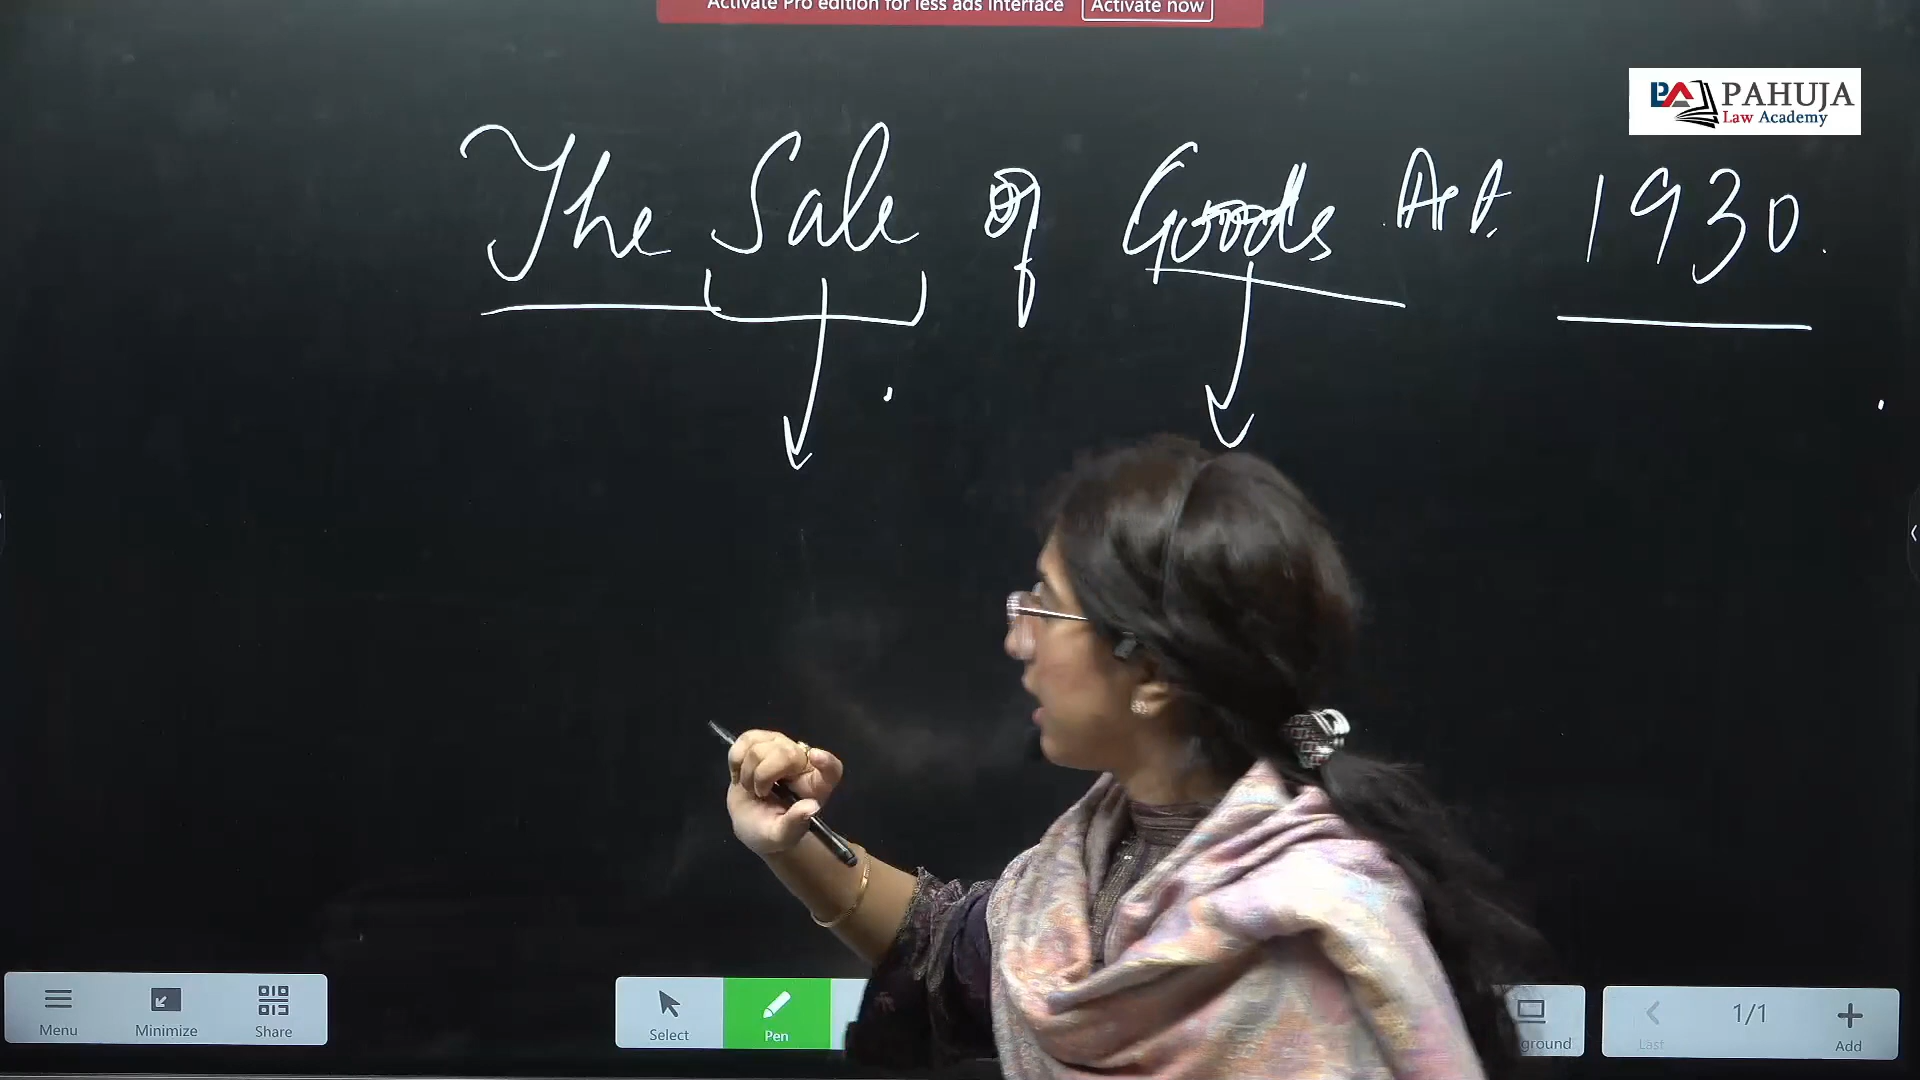 Activate Pro edition for less ads interface Activate now
PAHUJA
Law Academy
The Sale of Goods Act. 1930.
Menu Minimize Share Select Pen ground Last 1/1 Add